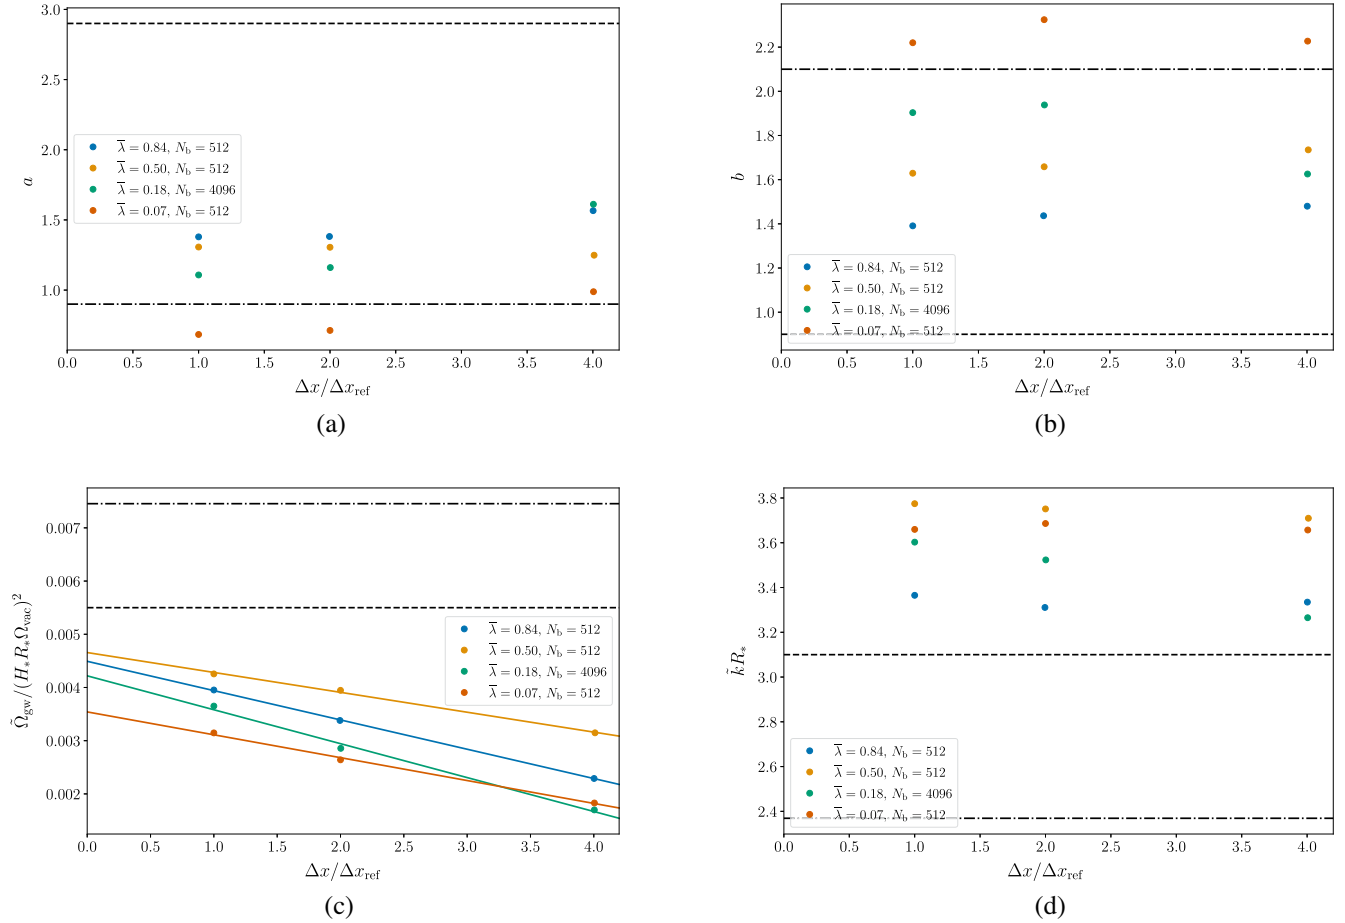 3.0
2.5
2.0
1.5
1.0
a
λ̄ = 0.84, N_b = 512
λ̄ = 0.50, N_b = 512
λ̄ = 0.18, N_b = 4096
λ̄ = 0.07, N_b = 512
0.0 0.5 1.0 1.5 2.0 2.5 3.0 3.5 4.0
Δx/Δx_ref
(a)
2.2
2.0
1.8
1.6
1.4
1.2
1.0
b
λ̄ = 0.84, N_b = 512
λ̄ = 0.50, N_b = 512
λ̄ = 0.18, N_b = 4096
λ̄ = 0.07, N_b = 512
0.0 0.5 1.0 1.5 2.0 2.5 3.0 3.5 4.0
Δx/Δx_ref
(b)
0.007
0.006
0.005
0.004
0.003
0.002
Ω̃_gw/(H_*R_*Ω_vac)²
λ̄ = 0.84, N_b = 512
λ̄ = 0.50, N_b = 512
λ̄ = 0.18, N_b = 4096
λ̄ = 0.07, N_b = 512
0.0 0.5 1.0 1.5 2.0 2.5 3.0 3.5 4.0
Δx/Δx_ref
(c)
3.8
3.6
3.4
3.2
3.0
2.8
2.6
2.4
k̃R_*
λ̄ = 0.84, N_b = 512
λ̄ = 0.50, N_b = 512
λ̄ = 0.18, N_b = 4096
λ̄ = 0.07, N_b = 512
0.0 0.5 1.0 1.5 2.0 2.5 3.0 3.5 4.0
Δx/Δx_ref
(d)